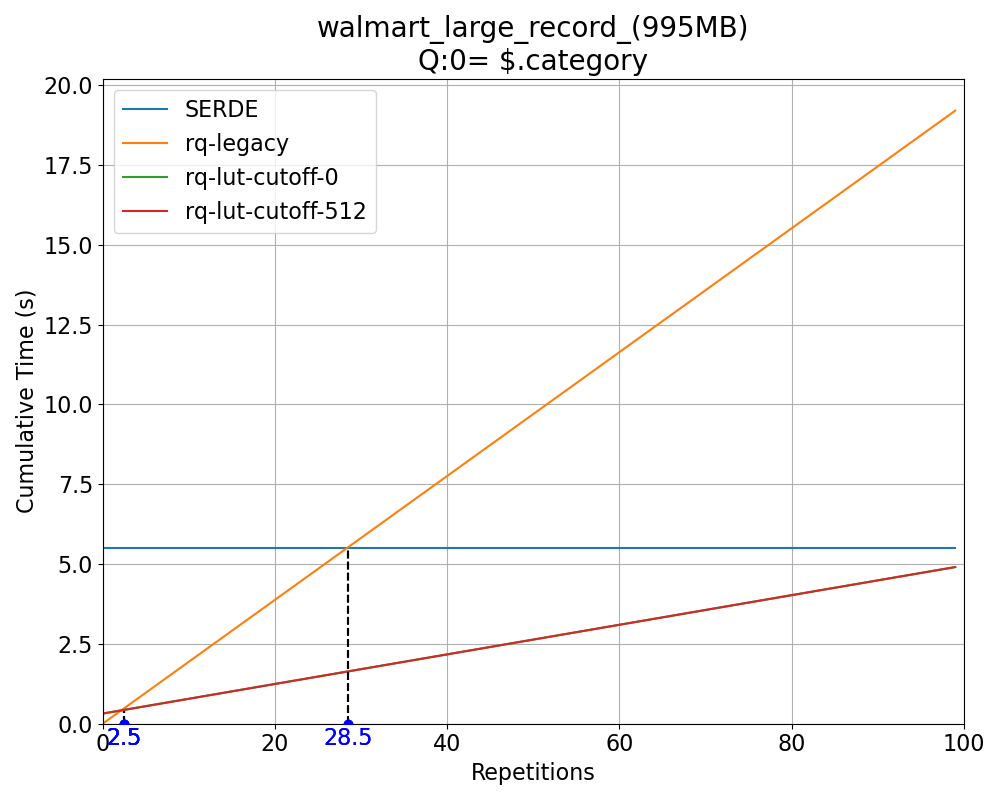 walmart_large_record_(995MB)
Q:0= $.category
SERDE
rq-legacy
rq-lut-cutoff-0
rq-lut-cutoff-512
Cumulative Time (s)
20.0
17.5
15.0
12.5
10.0
7.5
5.0
2.5
0.0
0 20 40 60 80 100
2.5 28.5
Repetitions